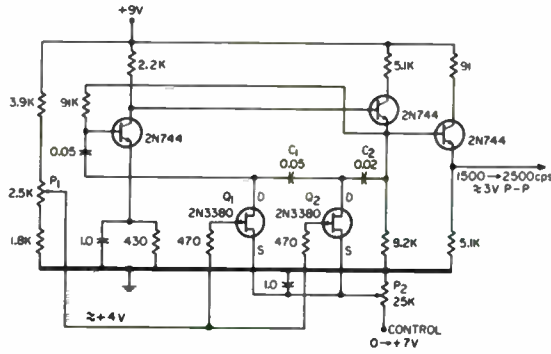 +9V
2.2K
5.1K
91
3.9K
91K
2N744
2N744
2N744
0.05
C1
0.05
C2
0.02
1500→2500cps
≈3V P-P
P1
2.5K
Q1
2N3380
D
Q2
2N3380
D
1.0
430
470
S
470
S
1.8K
9.2K
5.1K
1.0
P2
25K
≈+4V
CONTROL
0→+7V